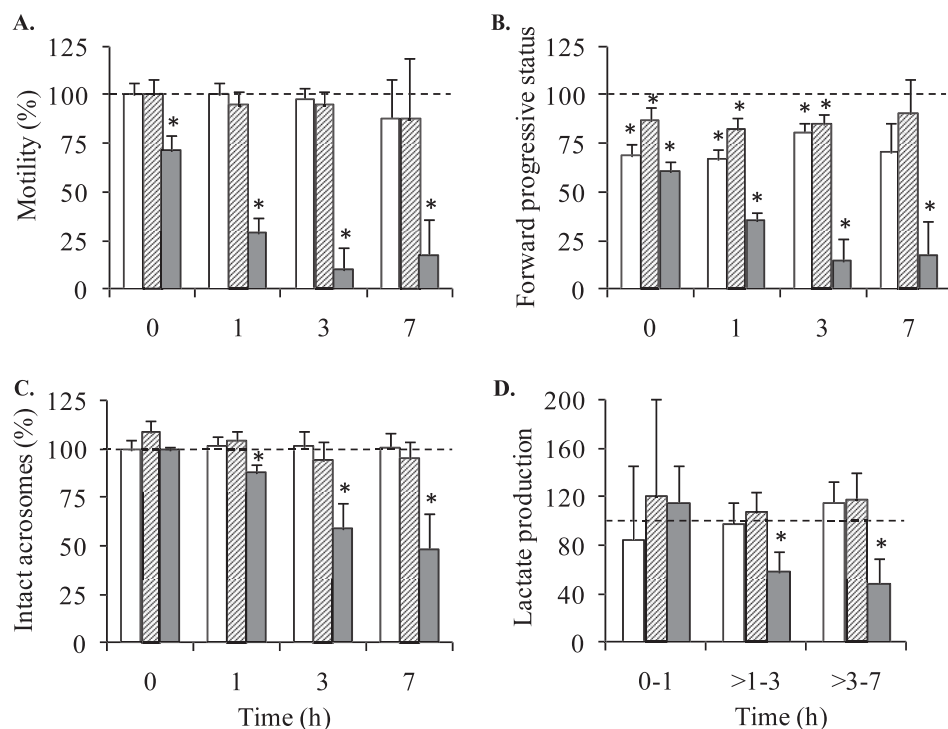 A.
Motility (%)
125
100
75
50
25
0
* * * *
0 1 3 7
B.
Forward progressive status
125
100
75
50
25
0
* * * * * * * * * *
0 1 3 7
C.
Intact acrosomes (%)
125
100
75
50
25
0
* * *
0 1 3 7
Time (h)
D.
Lactate production
200
160
120
80
40
0
* *
0-1 >1-3 >3-7
Time (h)